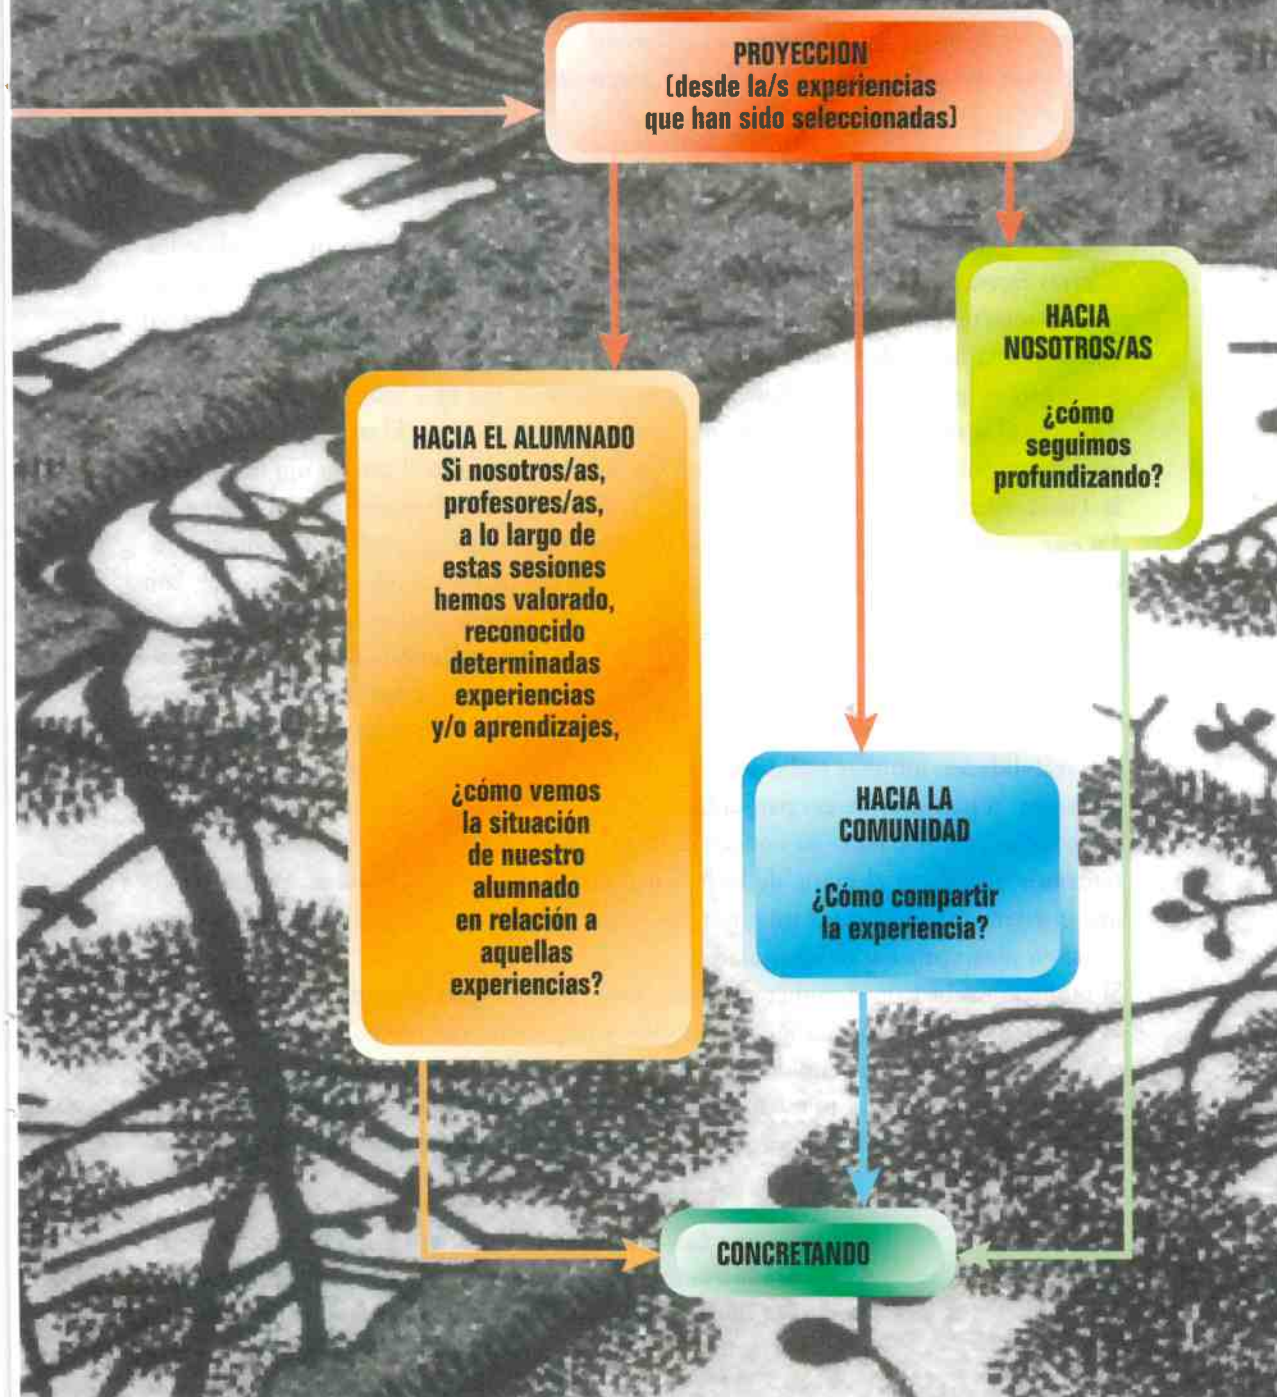 PROYECCION
(desde la/s experiencias
que han sido seleccionadas)
HACIA
NOSOTROS/AS
¿cómo
seguimos
profundizando?
HACIA EL ALUMNADO
Si nosotros/as,
profesores/as,
a lo largo de
estas sesiones
hemos valorado,
reconocido
determinadas
experiencias
y/o aprendizajes,
¿cómo vemos
la situación
de nuestro
alumnado
en relación a
aquellas
experiencias?
HACIA LA
COMUNIDAD
¿Cómo compartir
la experiencia?
CONCRETANDO